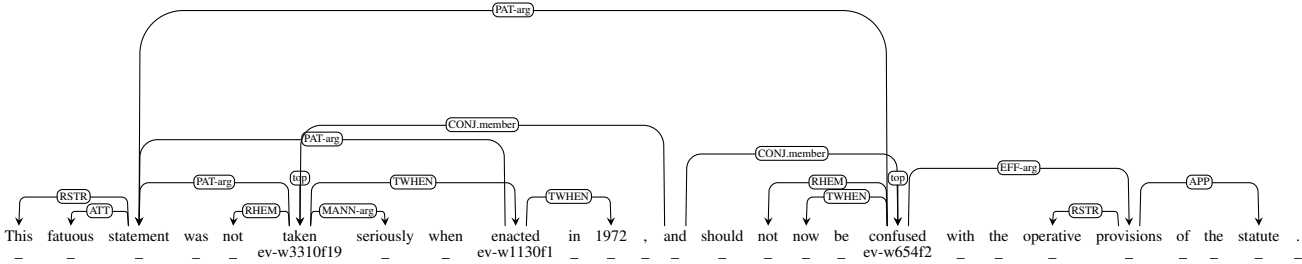 PAT-arg
CONJ.member
PAT-arg
CONJ.member
EFF-arg
PAT-arg top TWHEN RHEM top APP
RSTR TWHEN TWHEN
ATT RHEM MANN-arg RSTR
This fatuous statement was not taken seriously when enacted in 1972 , and should not now be confused with the operative provisions of the statute .
_ _ _ _ _ ev-w3310f19 _ _ ev-w1130f1 _ _ _ _ _ _ _ _ ev-w654f2 _ _ _ _ _ _ _ _